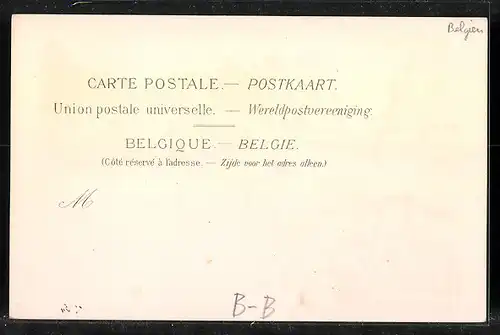 Belgien
CARTE POSTALE.— POSTKAART.
Union postale universelle. — Wereldpostvereeniging.
BELGIQUE.— BELGIE.
(Côté réservé à l'adresse. — Zijde voor het adres alleen.)
M
B-B